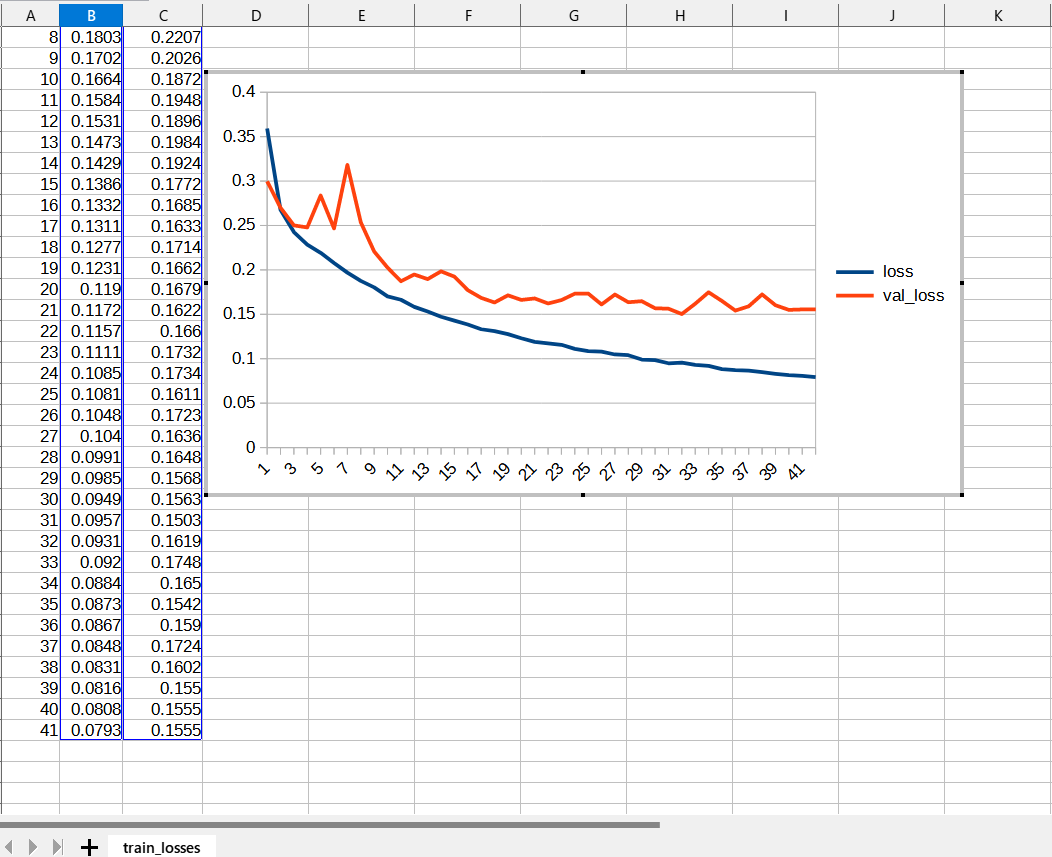 A B C D E F G H I J K
8 0.1803 0.2207
9 0.1702 0.2026
10 0.1664 0.1872
11 0.1584 0.1948
12 0.1531 0.1896
13 0.1473 0.1984
14 0.1429 0.1924
15 0.1386 0.1772
16 0.1332 0.1685
17 0.1311 0.1633
18 0.1277 0.1714
19 0.1231 0.1662
20 0.119 0.1679
21 0.1172 0.1622
22 0.1157 0.166
23 0.1111 0.1732
24 0.1085 0.1734
25 0.1081 0.1611
26 0.1048 0.1723
27 0.104 0.1636
28 0.0991 0.1648
29 0.0985 0.1568
30 0.0949 0.1563
31 0.0957 0.1503
32 0.0931 0.1619
33 0.092 0.1748
34 0.0884 0.165
35 0.0873 0.1542
36 0.0867 0.159
37 0.0848 0.1724
38 0.0831 0.1602
39 0.0816 0.155
40 0.0808 0.1555
41 0.0793 0.1555
0.4
0.35
0.3
0.25
0.2
0.15
0.1
0.05
0
1 3 5 7 9 11 13 15 17 19 21 23 25 27 29 31 33 35 37 39 41
loss
val_loss
train_losses